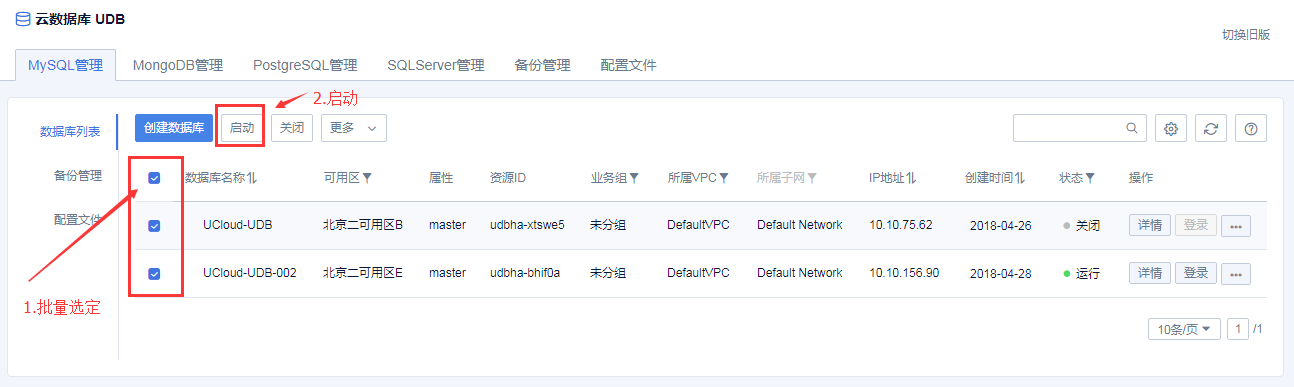 云数据库 UDB
切换旧版
MySQL管理 MongoDB管理 PostgreSQL管理 SQLServer管理 备份管理 配置文件
2.启动
数据库列表 创建数据库 启动 关闭 更多
备份管理 数据库名称 可用区 属性 资源ID 业务组 所属VPC 所属子网 IP地址 创建时间 状态 操作
配置文件 UCloud-UDB 北京二可用区B master udbha-xtswe5 未分组 DefaultVPC Default Network 10.10.75.62 2018-04-26 关闭 详情 登录 ...
UCloud-UDB-002 北京二可用区E master udbha-bhif0a 未分组 DefaultVPC Default Network 10.10.156.90 2018-04-28 运行 详情 登录 ...
1.批量选定
10条/页 1 /1